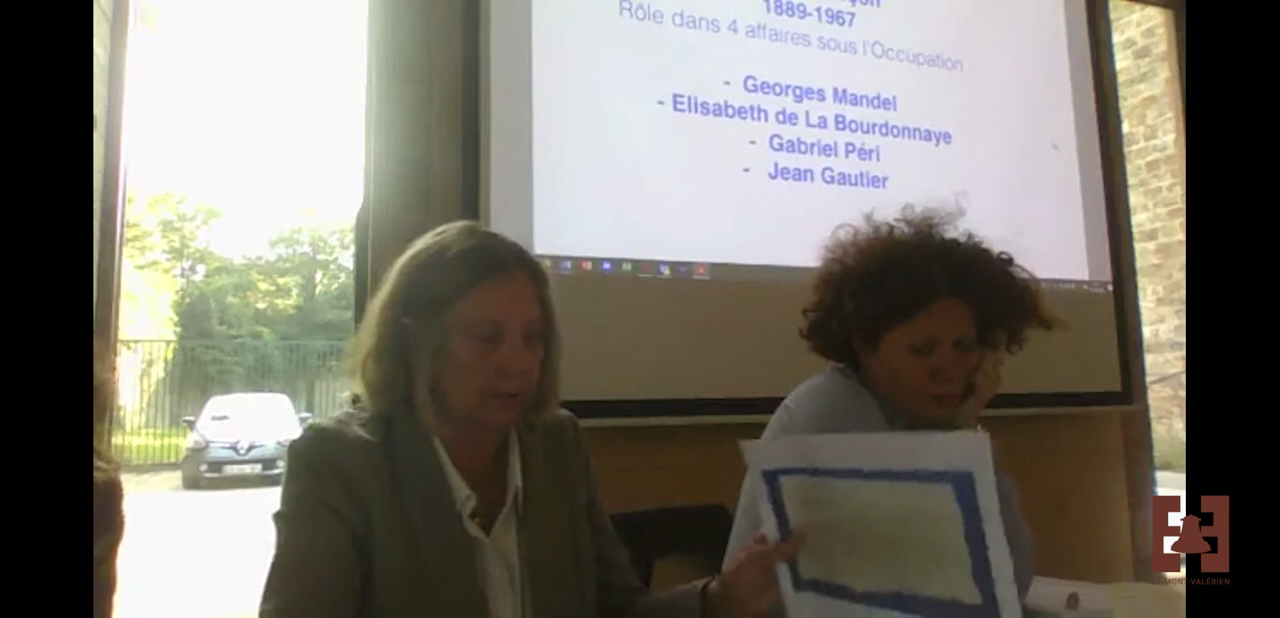 1889-1967
Rôle dans 4 affaires sous l'Occupation
- Georges Mandel
- Elisabeth de La Bourdonnaye
- Gabriel Péri
- Jean Gautier
MONT-VALÉRIEN